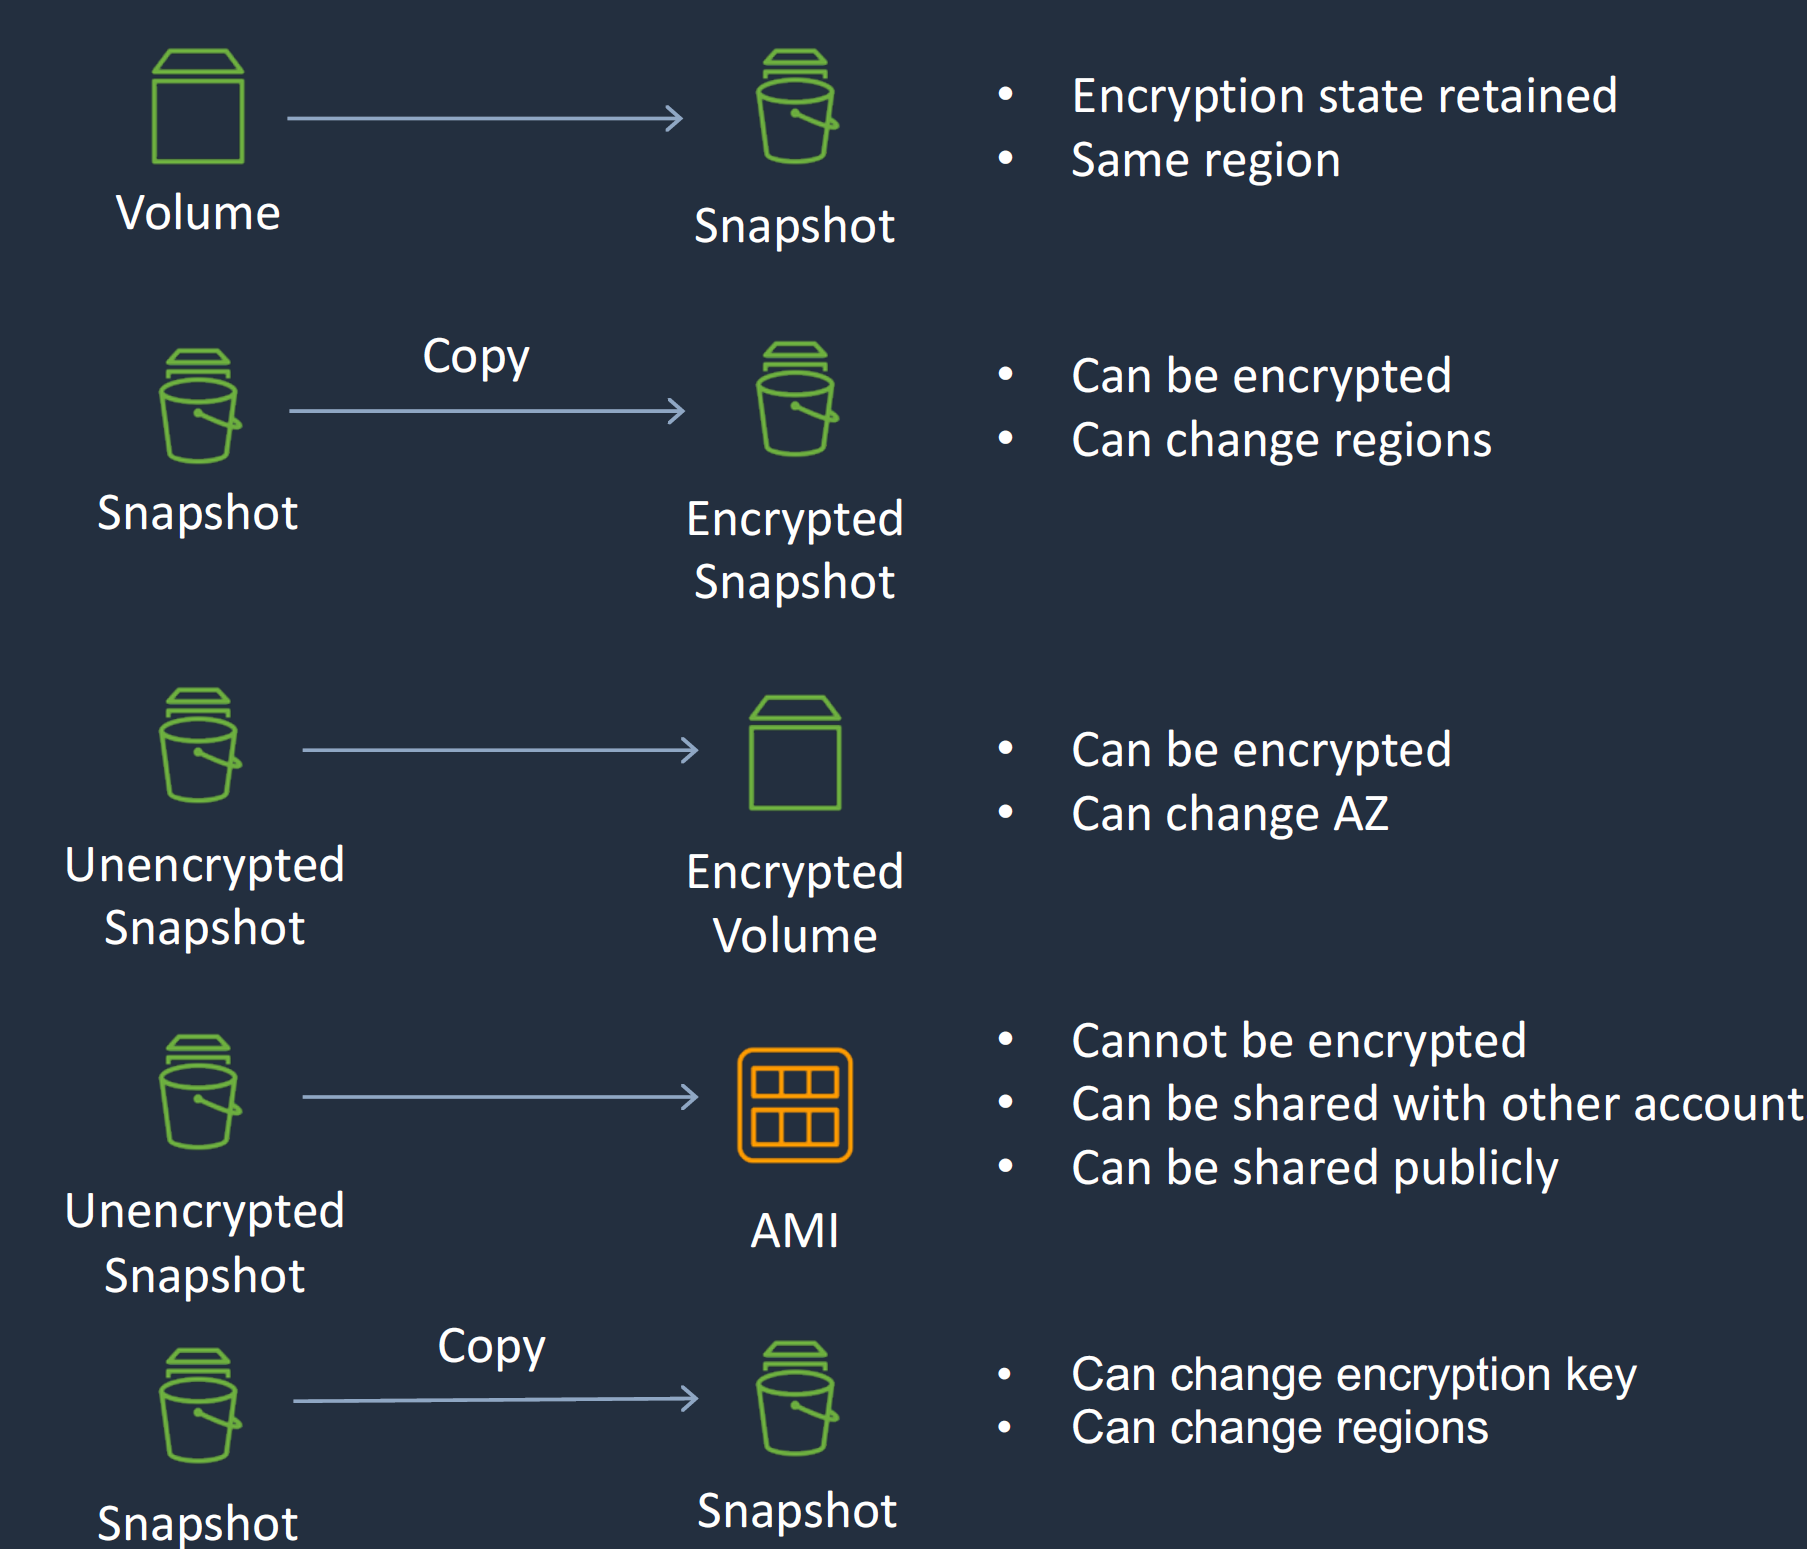 Volume
Snapshot
• Encryption state retained
• Same region
Copy
Snapshot
Encrypted
Snapshot
• Can be encrypted
• Can change regions
Unencrypted
Snapshot
Encrypted
Volume
• Can be encrypted
• Can change AZ
Unencrypted
Snapshot
AMI
• Cannot be encrypted
• Can be shared with other account
• Can be shared publicly
Copy
Snapshot
Snapshot
• Can change encryption key
• Can change regions